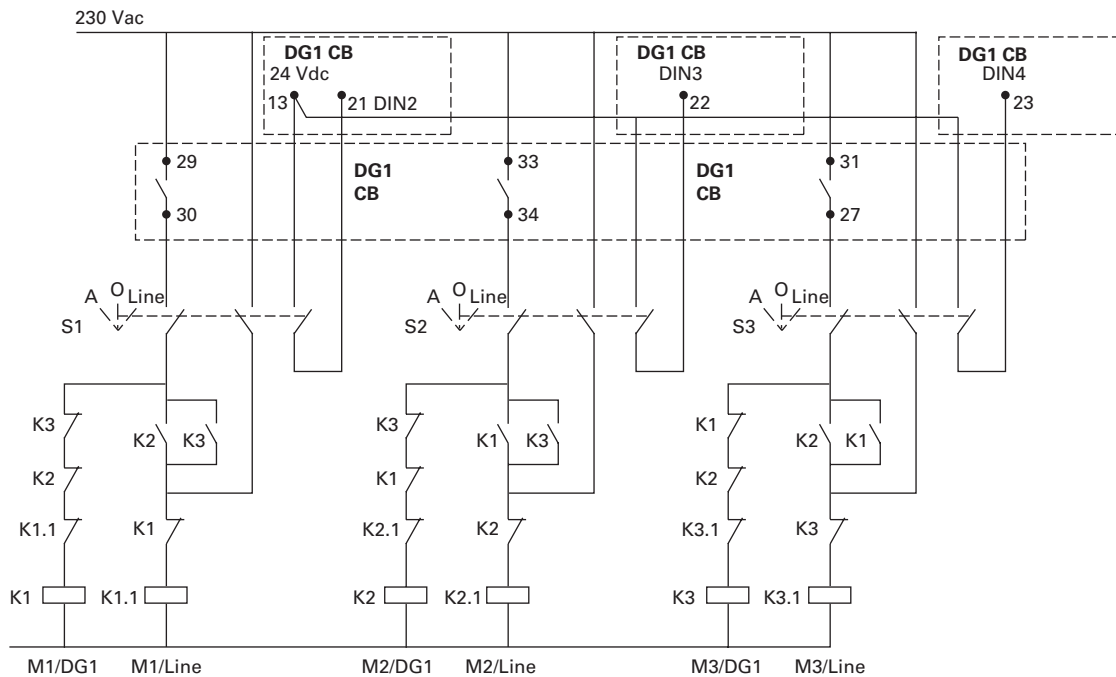 230 Vac
DG1 CB
24 Vdc
13
21 DIN2
DG1 CB
DIN3
22
DG1 CB
DIN4
23
29
30
DG1
CB
33
34
DG1
CB
31
27
A O Line
S1
A O Line
S2
A O Line
S3
K3
K2
K3
K2
K1.1
K1
K1
K1.1
K3
K1
K3
K1
K2.1
K2
K2
K2.1
K1
K2
K1
K2
K3.1
K3
K3
K3.1
M1/DG1
M1/Line
M2/DG1
M2/Line
M3/DG1
M3/Line